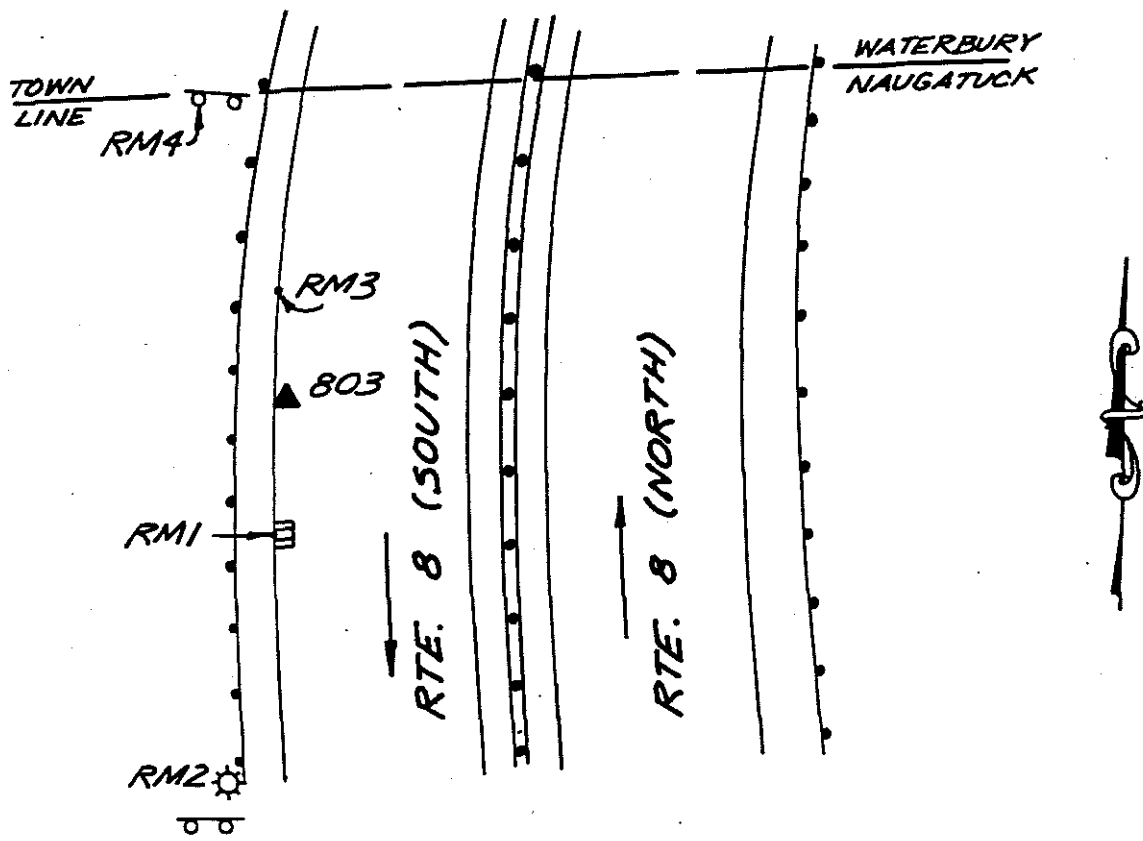 TOWN
LINE
WATERBURY
NAUGATUCK
RM4
RM3
803
RM1
RTE. 8 (SOUTH)
RTE. 8 (NORTH)
RM2